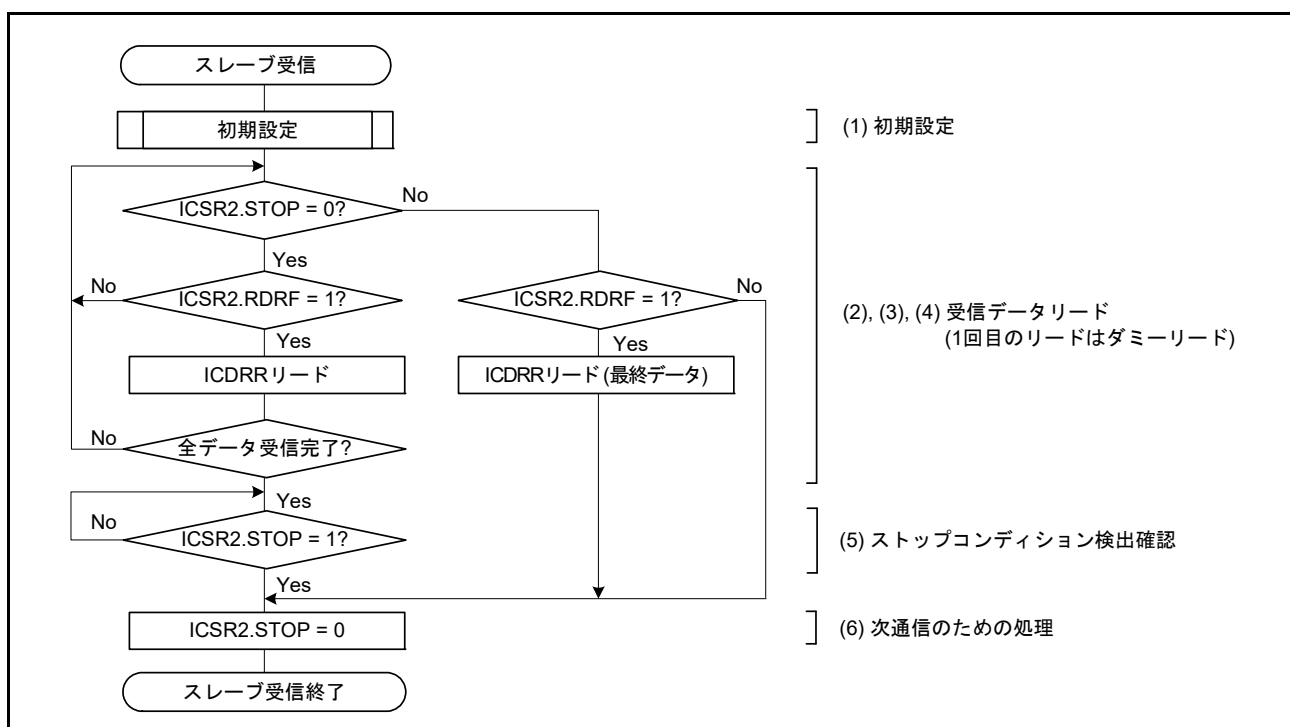 スレーブ受信
初期設定
(1) 初期設定
ICSR2.STOP = 0?
No
Yes
No
ICSR2.RDRF = 1?
ICSR2.RDRF = 1?
No
Yes
Yes
(2), (3), (4) 受信データリード
(1回目のリードはダミーリード)
ICDRRリード
ICDRRリード (最終データ)
No
全データ受信完了?
Yes
No
ICSR2.STOP = 1?
(5) ストップコンディション検出確認
Yes
ICSR2.STOP = 0
(6) 次通信のための処理
スレーブ受信終了